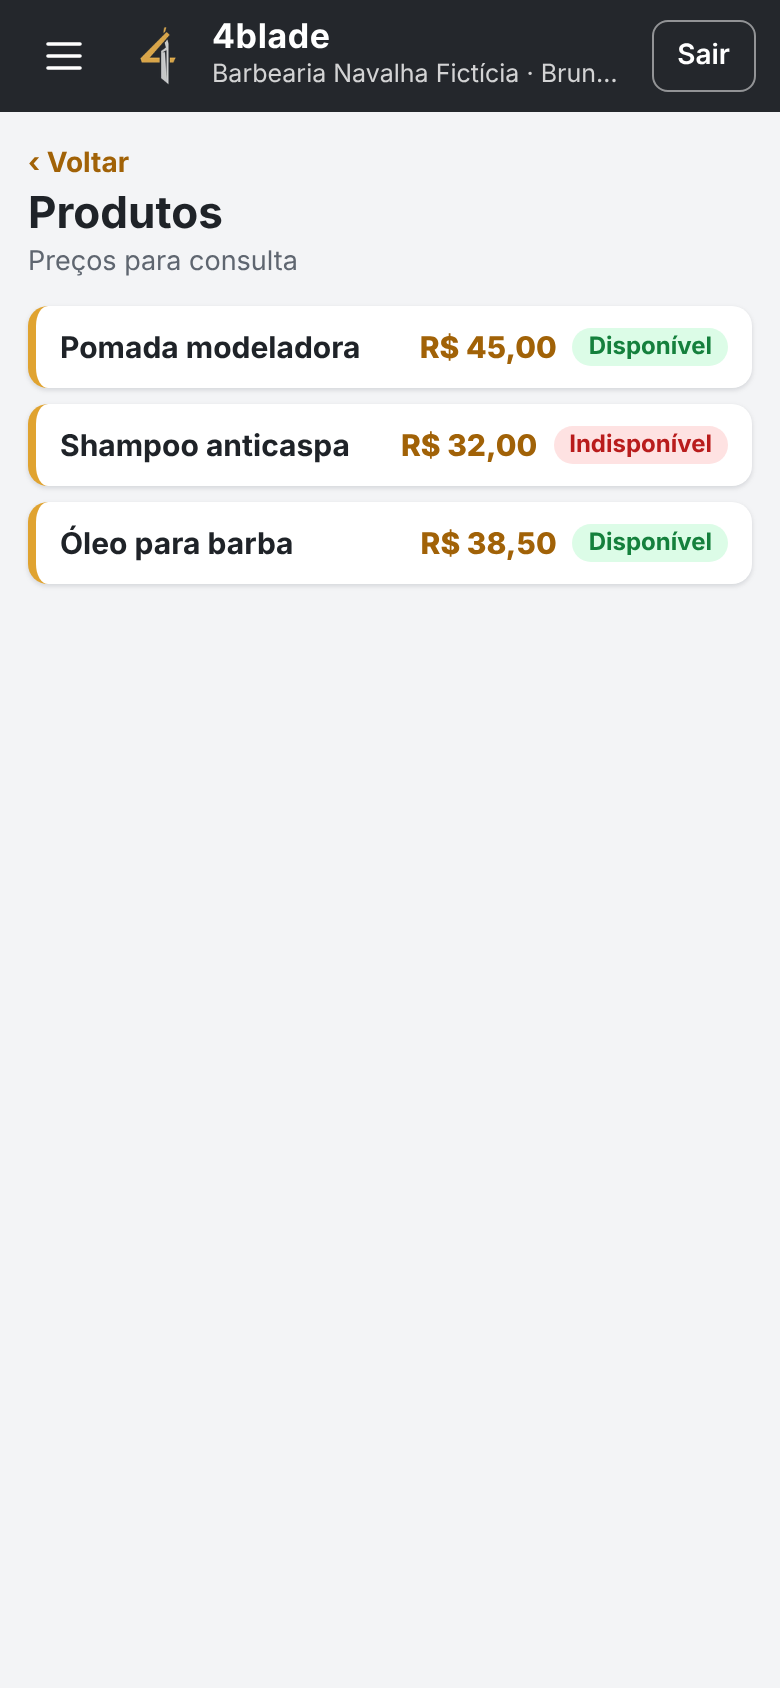 4blade
Barbearia Navalha Fictícia · Brun...
Sair
‹ Voltar
Produtos
Preços para consulta
Pomada modeladora R$ 45,00 Disponível
Shampoo anticaspa R$ 32,00 Indisponível
Óleo para barba R$ 38,50 Disponível